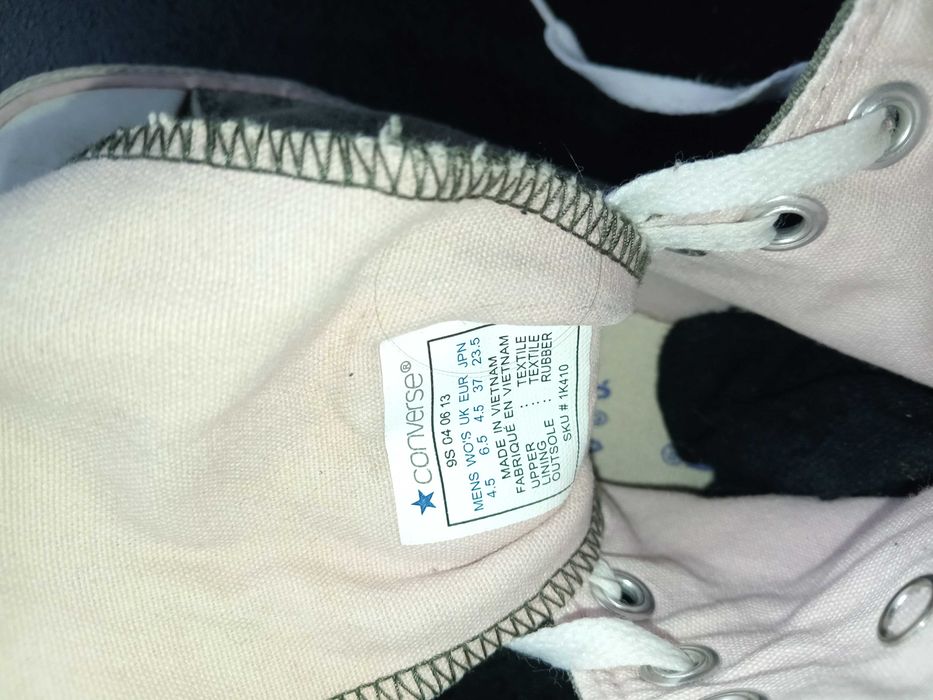 converse®
9S 04 06 13
MENS WO'S UK EUR JPN
4.5 6.5 4.5 37 23.5
MADE IN VIETNAM
FABRIQUÉ EN VIETNAM
UPPER : TEXTILE
LINING : TEXTILE
OUTSOLE : RUBBER
SKU # 1K410